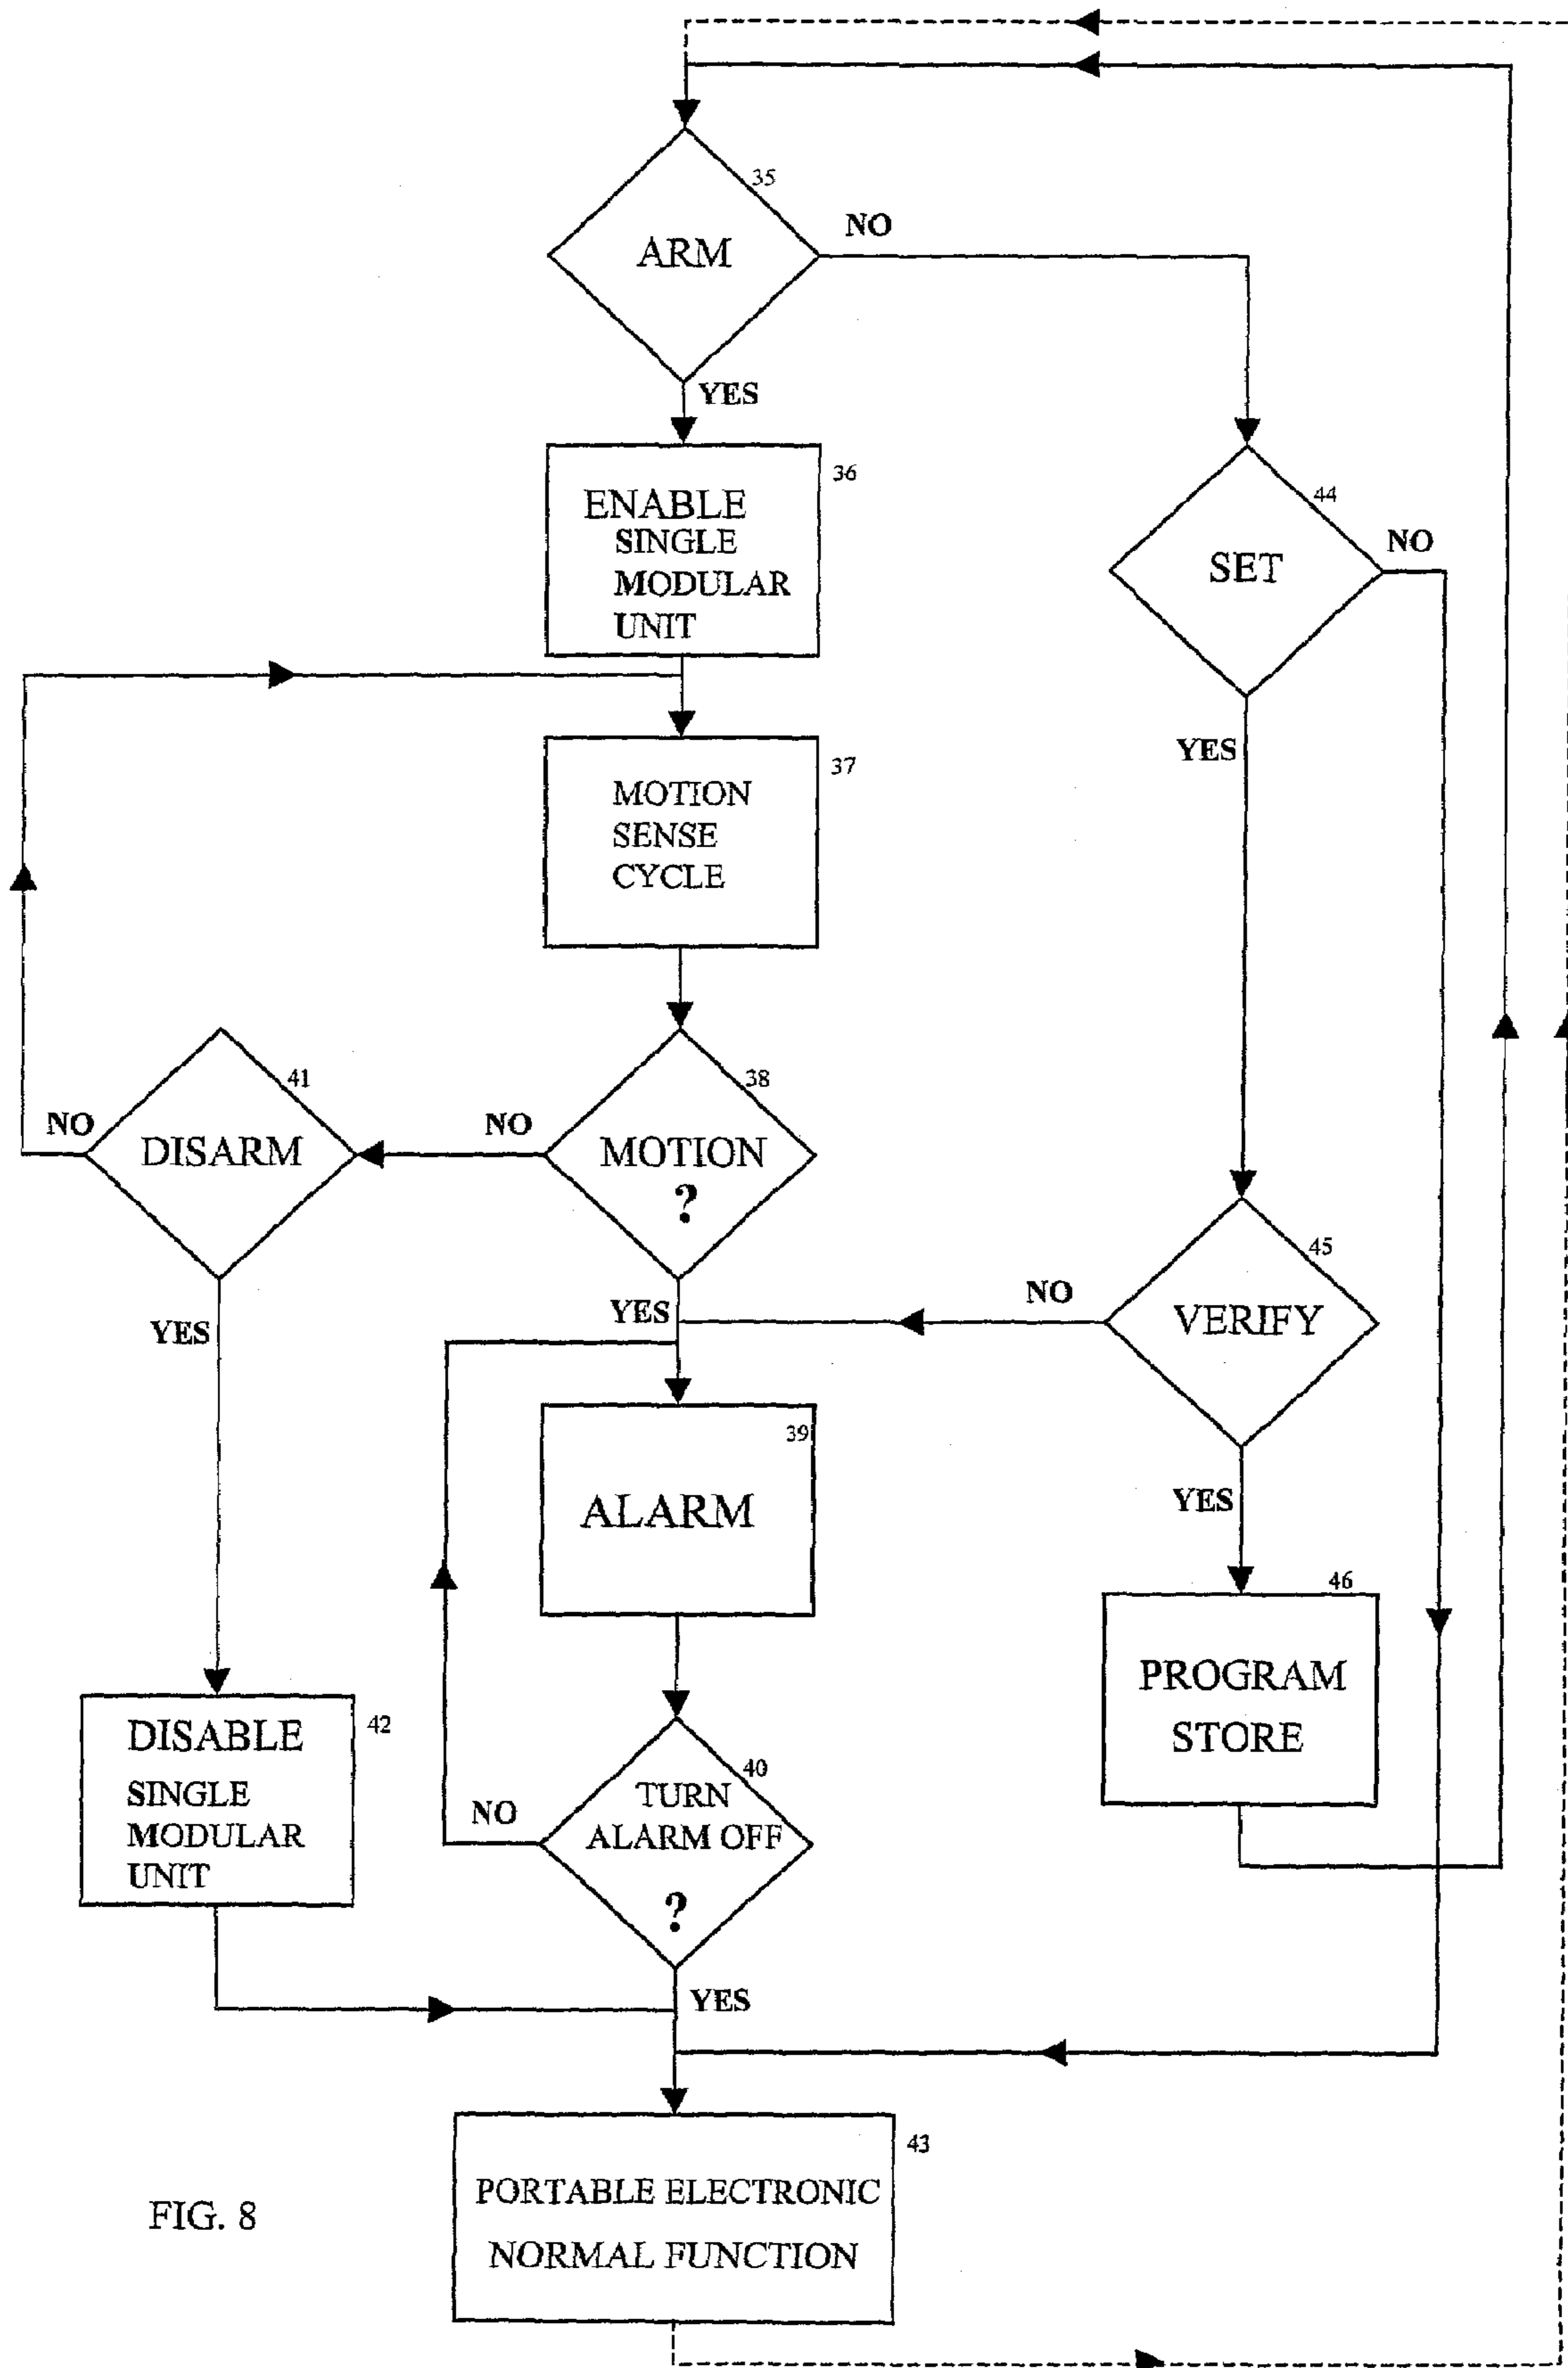 35
ARM
NO
YES
36
ENABLE
SINGLE
MODULAR
UNIT
44
SET
NO
YES
37
MOTION
SENSE
CYCLE
41
DISARM
NO
YES
38
MOTION
?
NO
YES
45
VERIFY
NO
YES
39
ALARM
46
PROGRAM
STORE
42
DISABLE
SINGLE
MODULAR
UNIT
40
TURN
ALARM OFF
?
NO
YES
43
PORTABLE ELECTRONIC
NORMAL FUNCTION
FIG. 8